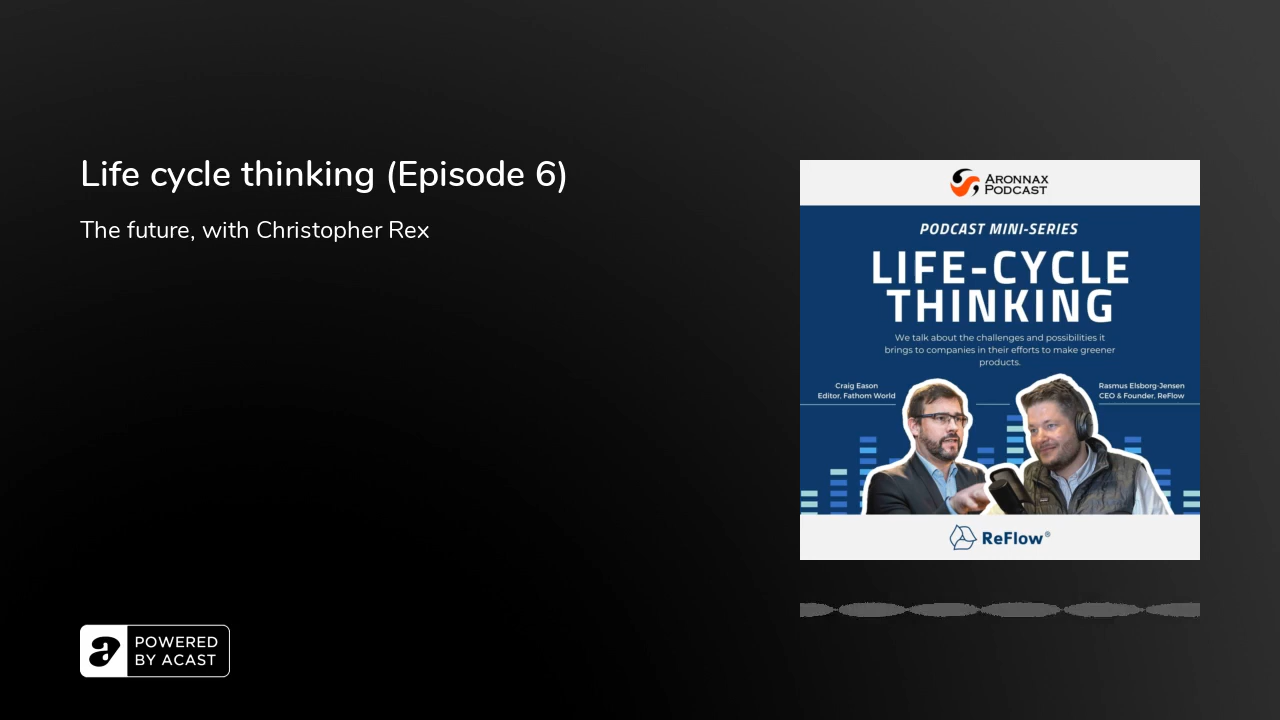 Life cycle thinking (Episode 6)
The future, with Christopher Rex
ARONNAX
PODCAST
PODCAST MINI-SERIES
LIFE-CYCLE
THINKING
We talk about the challenges and possibilities it
brings to companies in their efforts to make greener
products.
Craig Eason
Editor, Fathom World
Rasmus Elsborg-Jensen
CEO & Founder, ReFlow
ReFlow®
POWERED
BY ACAST